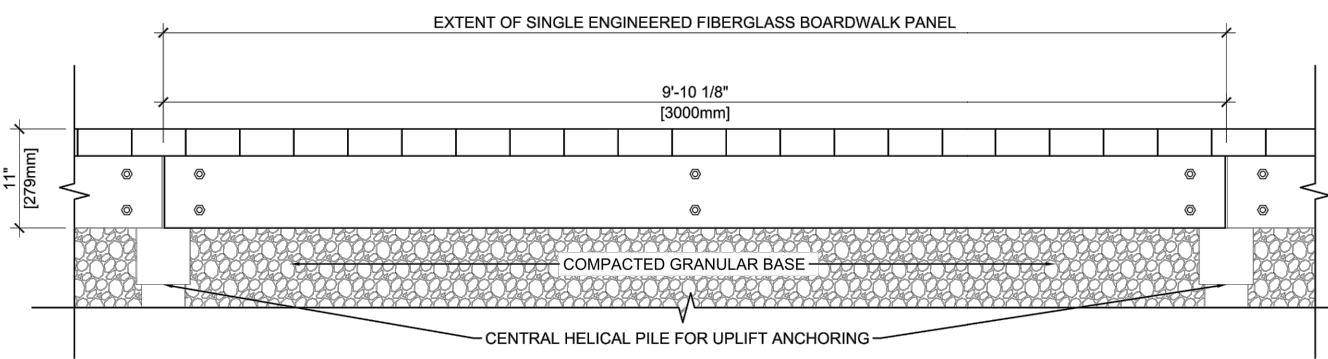 EXTENT OF SINGLE ENGINEERED FIBERGLASS BOARDWALK PANEL
9'-10 1/8"
[3000mm]
11"
[279mm]
COMPACTED GRANULAR BASE
CENTRAL HELICAL PILE FOR UPLIFT ANCHORING